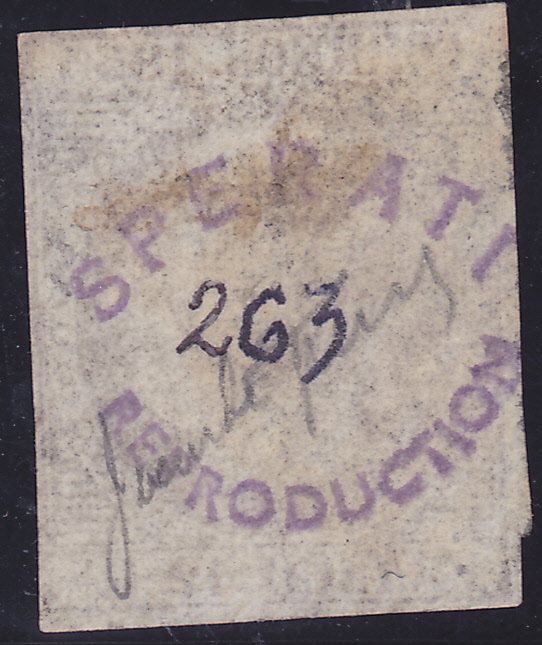 SPERATI
263
REPRODUCTION